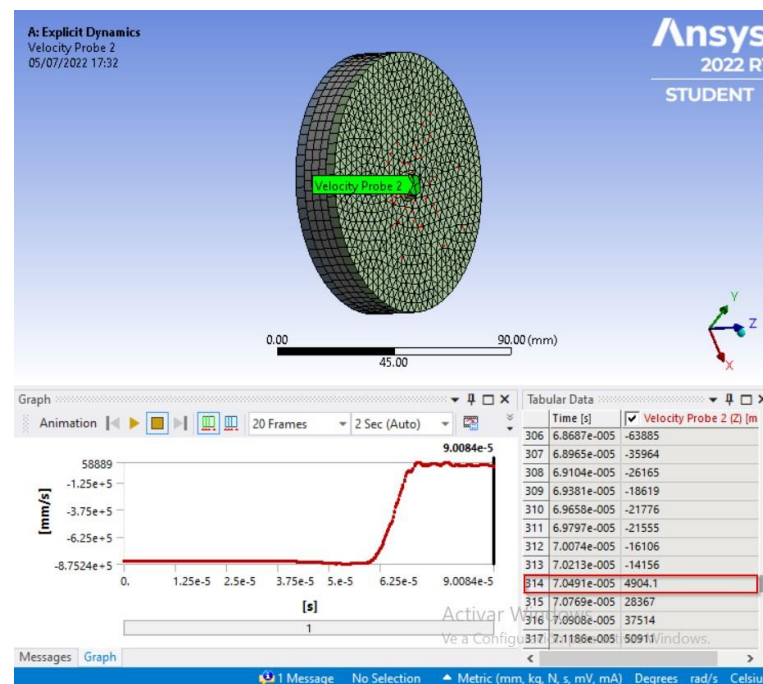 A: Explicit Dynamics
Velocity Probe 2
05/07/2022 17:32
Ansys
2022 R
STUDENT
Velocity Probe 2
Y
Z
X
0.00
90.00 (mm)
45.00
Graph
Animation
20 Frames
2 Sec (Auto)
9.0084e-5
[mm/s]
58889
-1.25e+5
-3.75e+5
-6.25e+5
-8.7524e+5
0. 1.25e-5 2.5e-5 3.75e-5 5.e-5 6.25e-5 9.0084e-5
[s]
1
Messages Graph
Tabular Data
Time [s] Velocity Probe 2 (Z) [m
306 6.8687e-005 -63885
307 6.8965e-005 -35964
308 6.9104e-005 -26165
309 6.9381e-005 -18619
310 6.9658e-005 -21776
311 6.9797e-005 -21555
312 7.0074e-005 -16106
313 7.0213e-005 -14156
314 7.0491e-005 4904.1
315 7.0769e-005 28367
316 7.0908e-005 37514
317 7.1186e-005 50911
Activar Windows
Ve a Configu Windows.
1 Message No Selection Metric (mm, kg, N, s, mV, mA) Degrees rad/s Celsiu